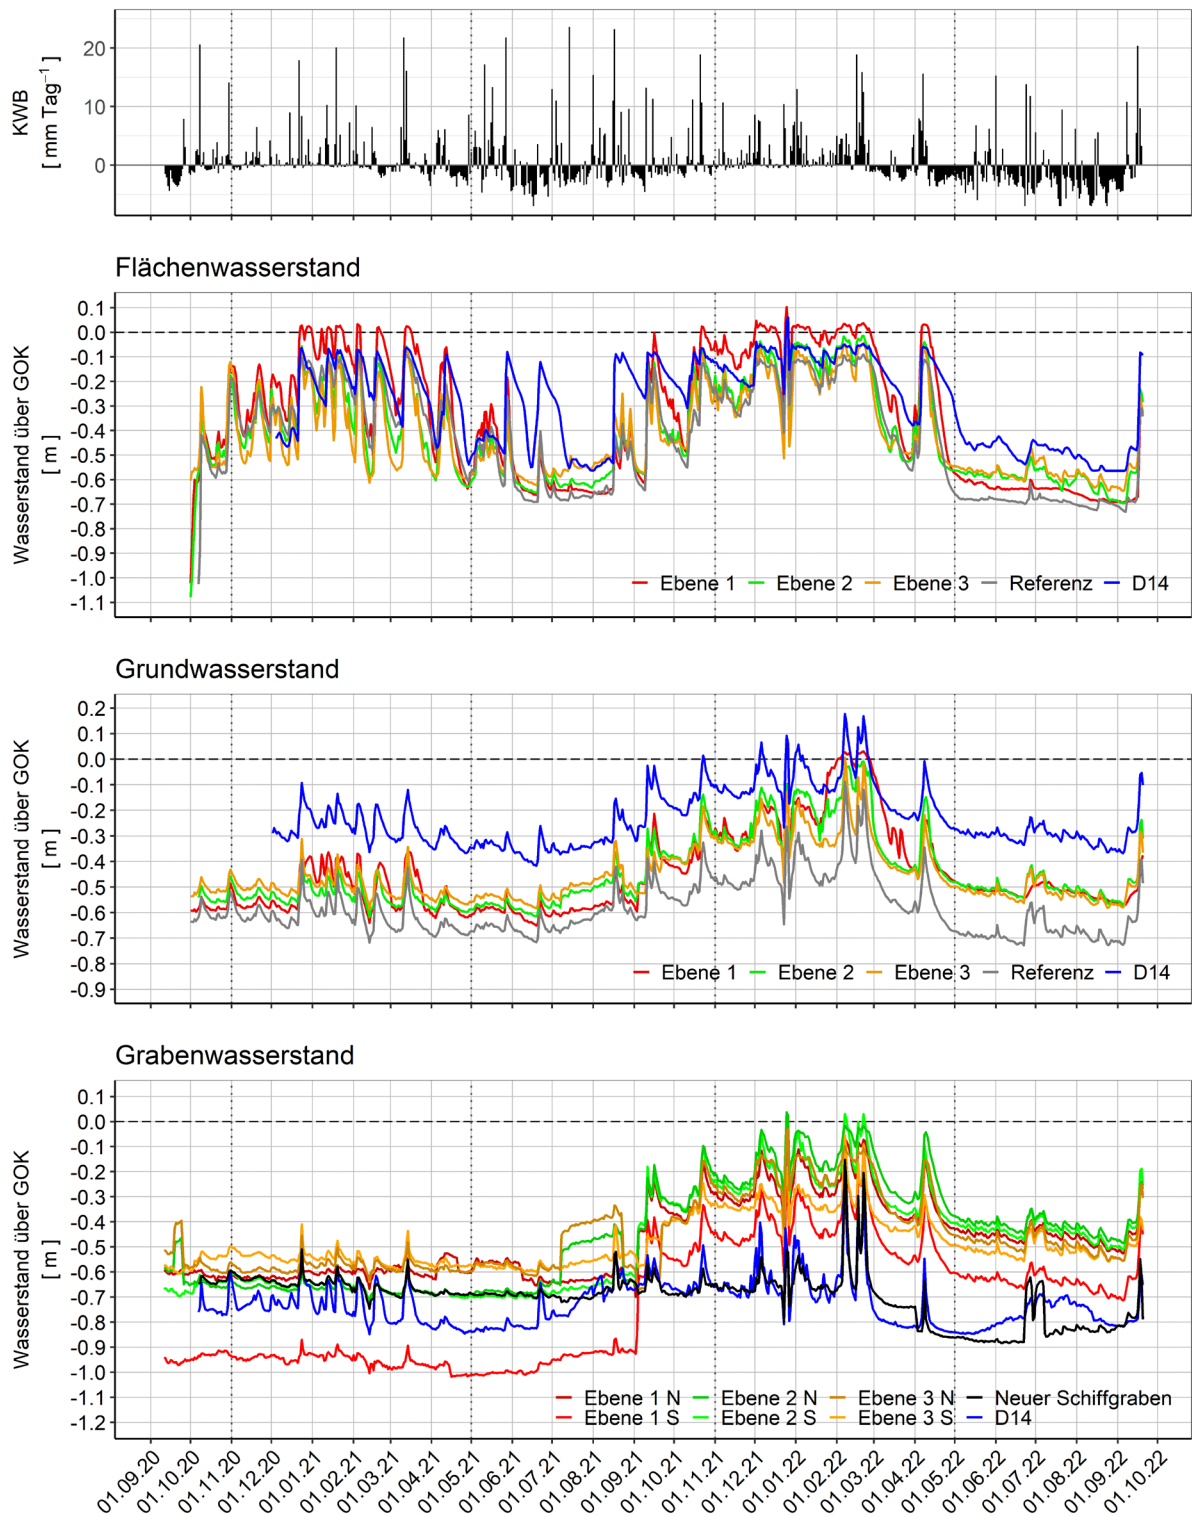 KWB
[ mm Tag⁻¹ ]
20
10
0
Flächenwasserstand
Wasserstand über GOK
[ m ]
0.1
0.0
-0.1
-0.2
-0.3
-0.4
-0.5
-0.6
-0.7
-0.8
-0.9
-1.0
-1.1
Ebene 1 Ebene 2 Ebene 3 Referenz D14
Grundwasserstand
Wasserstand über GOK
[ m ]
0.2
0.1
0.0
-0.1
-0.2
-0.3
-0.4
-0.5
-0.6
-0.7
-0.8
-0.9
Ebene 1 Ebene 2 Ebene 3 Referenz D14
Grabenwasserstand
Wasserstand über GOK
[ m ]
0.1
0.0
-0.1
-0.2
-0.3
-0.4
-0.5
-0.6
-0.7
-0.8
-0.9
-1.0
-1.1
-1.2
Ebene 1 N Ebene 2 N Ebene 3 N Neuer Schiffgraben
Ebene 1 S Ebene 2 S Ebene 3 S D14
01.09.20 01.10.20 01.11.20 01.12.20 01.01.21 01.02.21 01.03.21 01.04.21 01.05.21 01.06.21 01.07.21 01.08.21 01.09.21 01.10.21 01.11.21 01.12.21 01.01.22 01.02.22 01.03.22 01.04.22 01.05.22 01.06.22 01.07.22 01.08.22 01.09.22 01.10.22